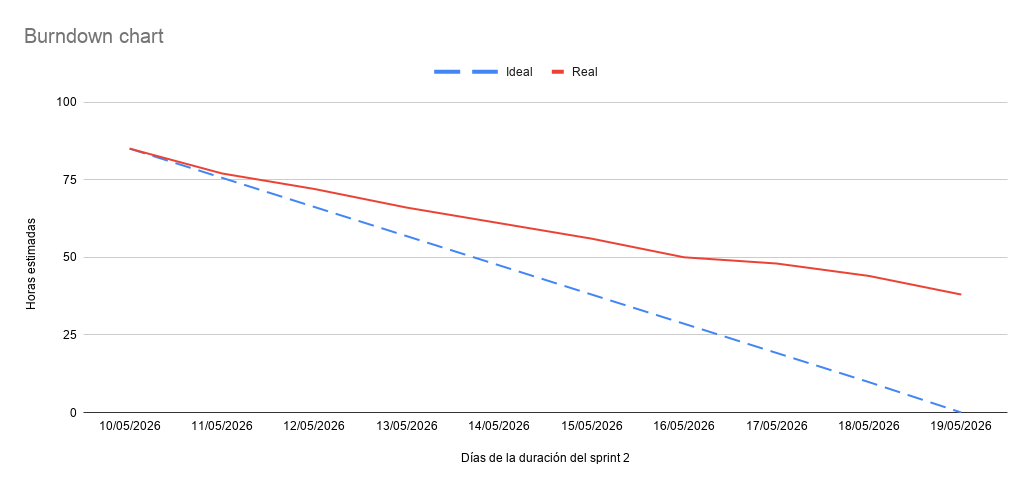 Burndown chart
Ideal Real
100
75
50
25
0
Horas estimadas
10/05/2026 11/05/2026 12/05/2026 13/05/2026 14/05/2026 15/05/2026 16/05/2026 17/05/2026 18/05/2026 19/05/2026
Días de la duración del sprint 2